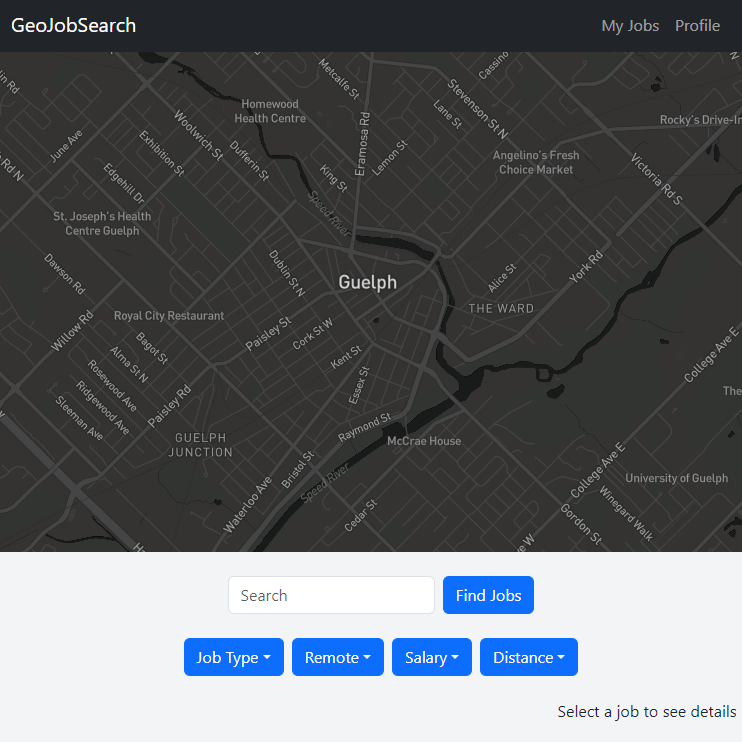 GeoJobSearch
My Jobs
Profile
Metcalfe St
Cassino
Stevenson St N
Homewood
Health Centre
Woolwich St
Eramosa Rd
Lane St
Rocky's Drive-In
June Ave
Exhibition St
Dufferin St
Lemon St
Angelino's Fresh
Choice Market
Victoria Rd S
Edgehill Dr
King St
Speed River
St. Joseph's Health
Centre Guelph
Dawson Rd
Dublin St N
Guelph
Alice St
York Rd
THE WARD
Royal City Restaurant
Willow Rd
Paisley St
Cork St W
Bagot St
Alma St N
Kent St
College Ave E
Rosewood Ave
Ridgewood Ave
Sleeman Ave
Paisley Rd
Essex St
The
GUELPH
JUNCTION
Raymond St
McCrae House
Bristol St
Speed River
College Ave E
University of Guelph
Waterloo Ave
Cedar St
Winegard Walk
Gordon St
Search
Find Jobs
Job Type
Remote
Salary
Distance
Select a job to see details